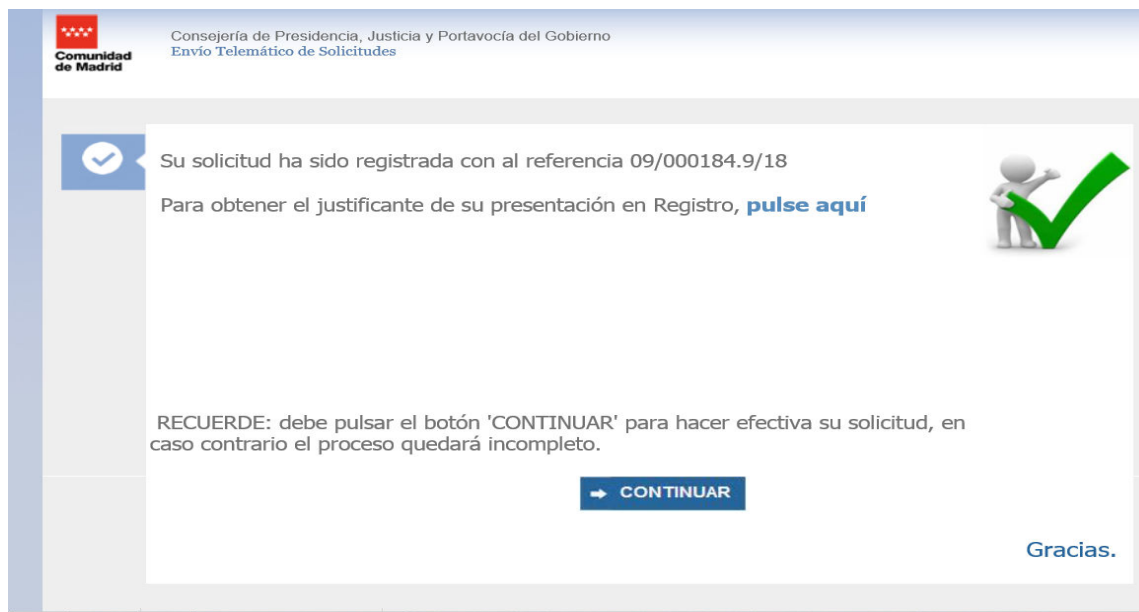 Comunidad
de Madrid
Consejería de Presidencia, Justicia y Portavocía del Gobierno
Envío Telemático de Solicitudes
Su solicitud ha sido registrada con al referencia 09/000184.9/18
Para obtener el justificante de su presentación en Registro, pulse aquí
RECUERDE: debe pulsar el botón 'CONTINUAR' para hacer efectiva su solicitud, en
caso contrario el proceso quedará incompleto.
CONTINUAR
Gracias.